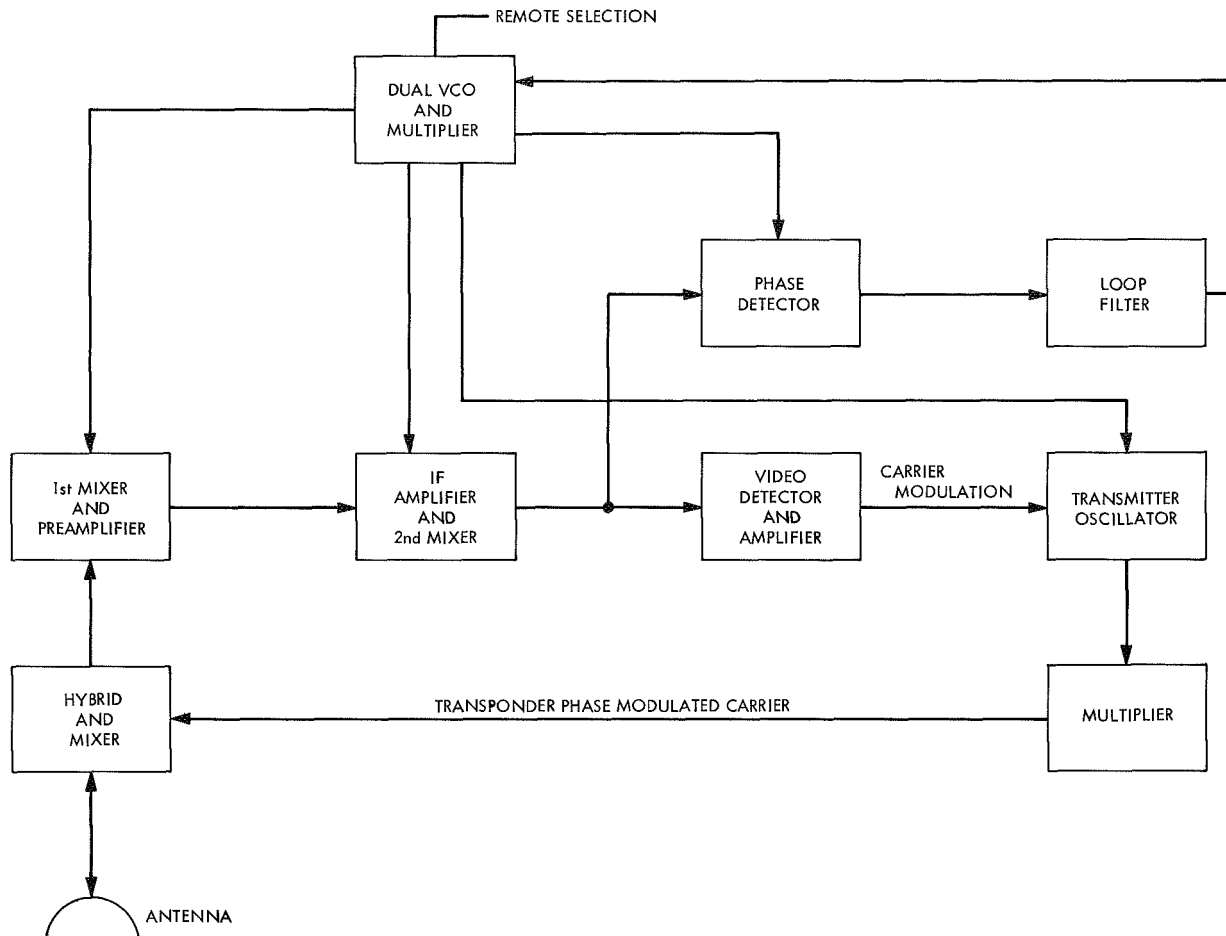 REMOTE SELECTION
DUAL VCO
AND
MULTIPLIER
PHASE
DETECTOR
LOOP
FILTER
1st MIXER
AND
PREAMPLIFIER
IF
AMPLIFIER
AND
2nd MIXER
VIDEO
DETECTOR
AND
AMPLIFIER
CARRIER
MODULATION
TRANSMITTER
OSCILLATOR
HYBRID
AND
MIXER
TRANSPONDER PHASE MODULATED CARRIER
MULTIPLIER
ANTENNA